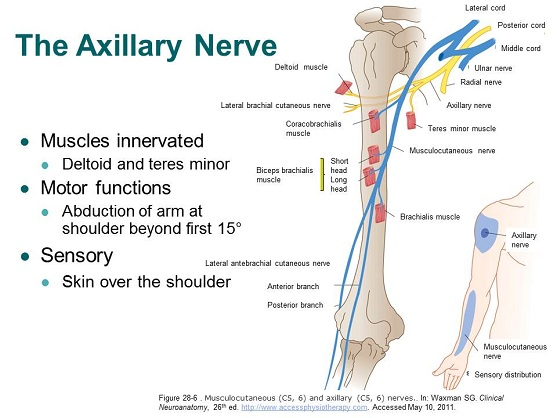 The Axillary Nerve
Muscles innervated
Deltoid and teres minor
Motor functions
Abduction of arm at
shoulder beyond first 15°
Sensory
Skin over the shoulder
Lateral cord
Posterior cord
Middle cord
Ulnar nerve
Radial nerve
Axillary nerve
Deltoid muscle
Lateral brachial cutaneous nerve
Coracobrachialis
muscle
Teres minor muscle
Musculocutaneous nerve
Biceps brachialis
muscle
Short
head
Long
head
Brachialis muscle
Lateral antebrachial cutaneous nerve
Anterior branch
Posterior branch
Axillary
nerve
Musculocutaneous
nerve
Sensory distribution
Figure 28-6 . Musculocutaneous (C5, 6) and axillary (C5, 6) nerves.. In: Waxman SG. Clinical
Neuroanatomy, 26th ed. http://www.accessphysiotherapy.com. Accessed May 10, 2011.